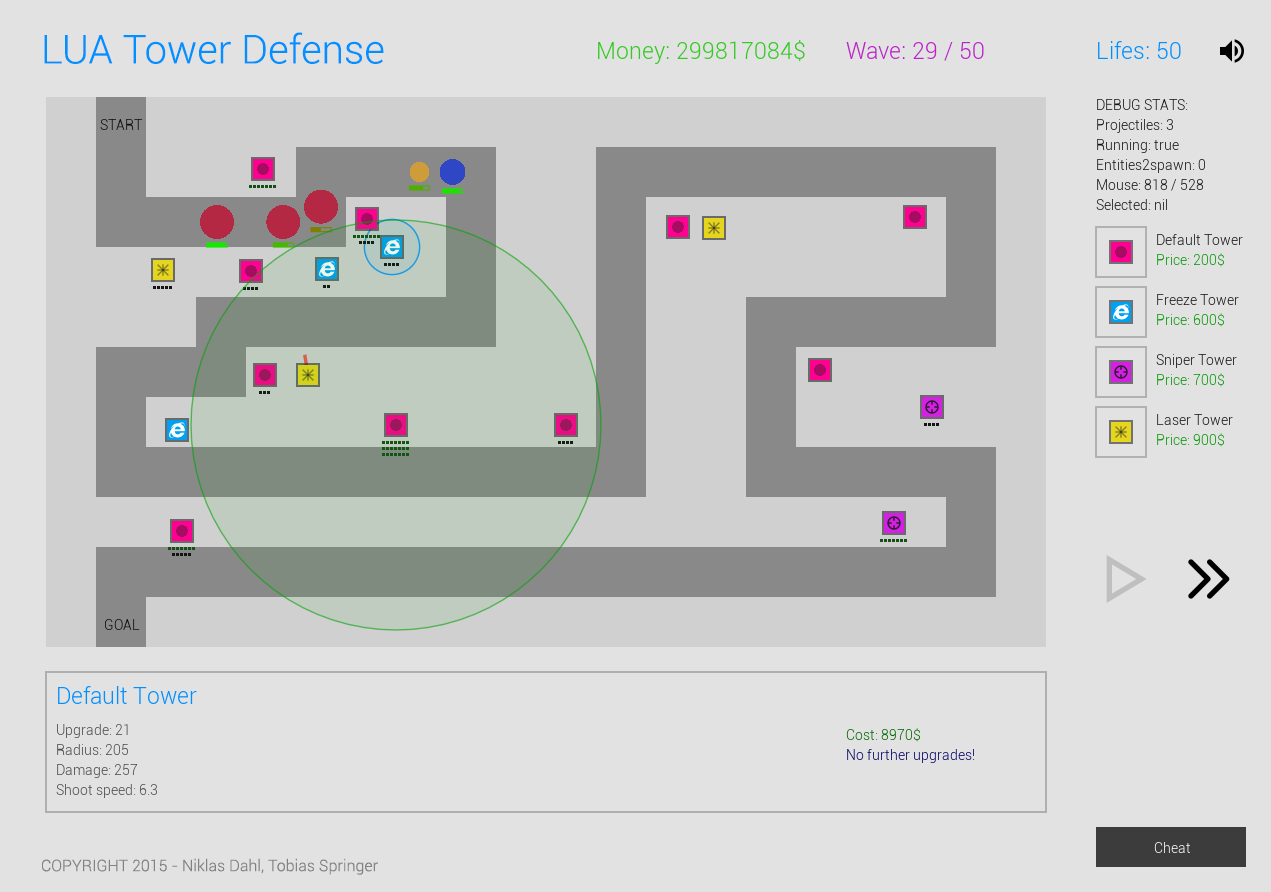 LUA Tower Defense
Money: 299817084$
Wave: 29 / 50
Lifes: 50
START
GOAL
DEBUG STATS:
Projectiles: 3
Running: true
Entities2spawn: 0
Mouse: 818 / 528
Selected: nil
Default Tower
Price: 200$
Freeze Tower
Price: 600$
Sniper Tower
Price: 700$
Laser Tower
Price: 900$
Default Tower
Upgrade: 21
Radius: 205
Damage: 257
Shoot speed: 6.3
Cost: 8970$
No further upgrades!
Cheat
COPYRIGHT 2015 - Niklas Dahl, Tobias Springer